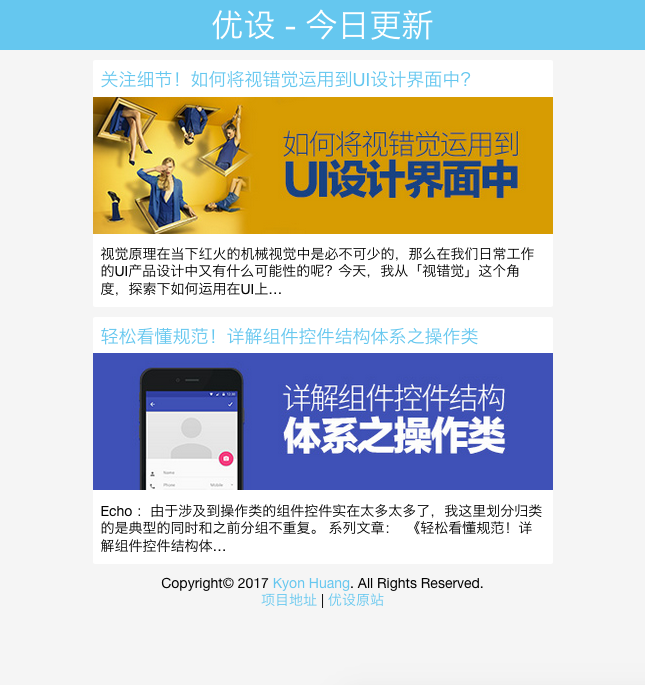 优设 - 今日更新
关注细节！如何将视错觉运用到UI设计界面中？
如何将视错觉运用到
UI设计界面中
视觉原理在当下红火的机械视觉中是必不可少的，那么在我们日常工作
的UI产品设计中又有什么可能性的呢？今天，我从「视错觉」这个角
度，探索下如何运用在UI上…
轻松看懂规范！详解组件控件结构体系之操作类
详解组件控件结构
体系之操作类
Name
Phone
Mobile
Echo ：由于涉及到操作类的组件控件实在太多太多了，我这里划分归类
的是典型的同时和之前分组不重复。 系列文章： 《轻松看懂规范！详
解组件控件结构体…
Copyright© 2017 Kyon Huang. All Rights Reserved.
项目地址 | 优设原站